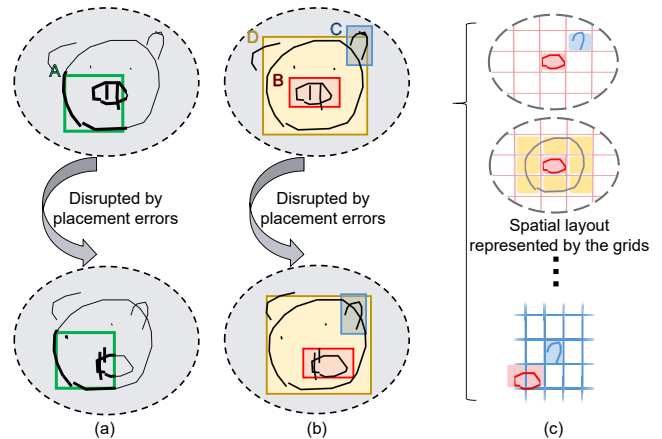 A
D
C
B
Disrupted by
placement errors
Disrupted by
placement errors
Spatial layout
represented by the grids
(a)
(b)
(c)